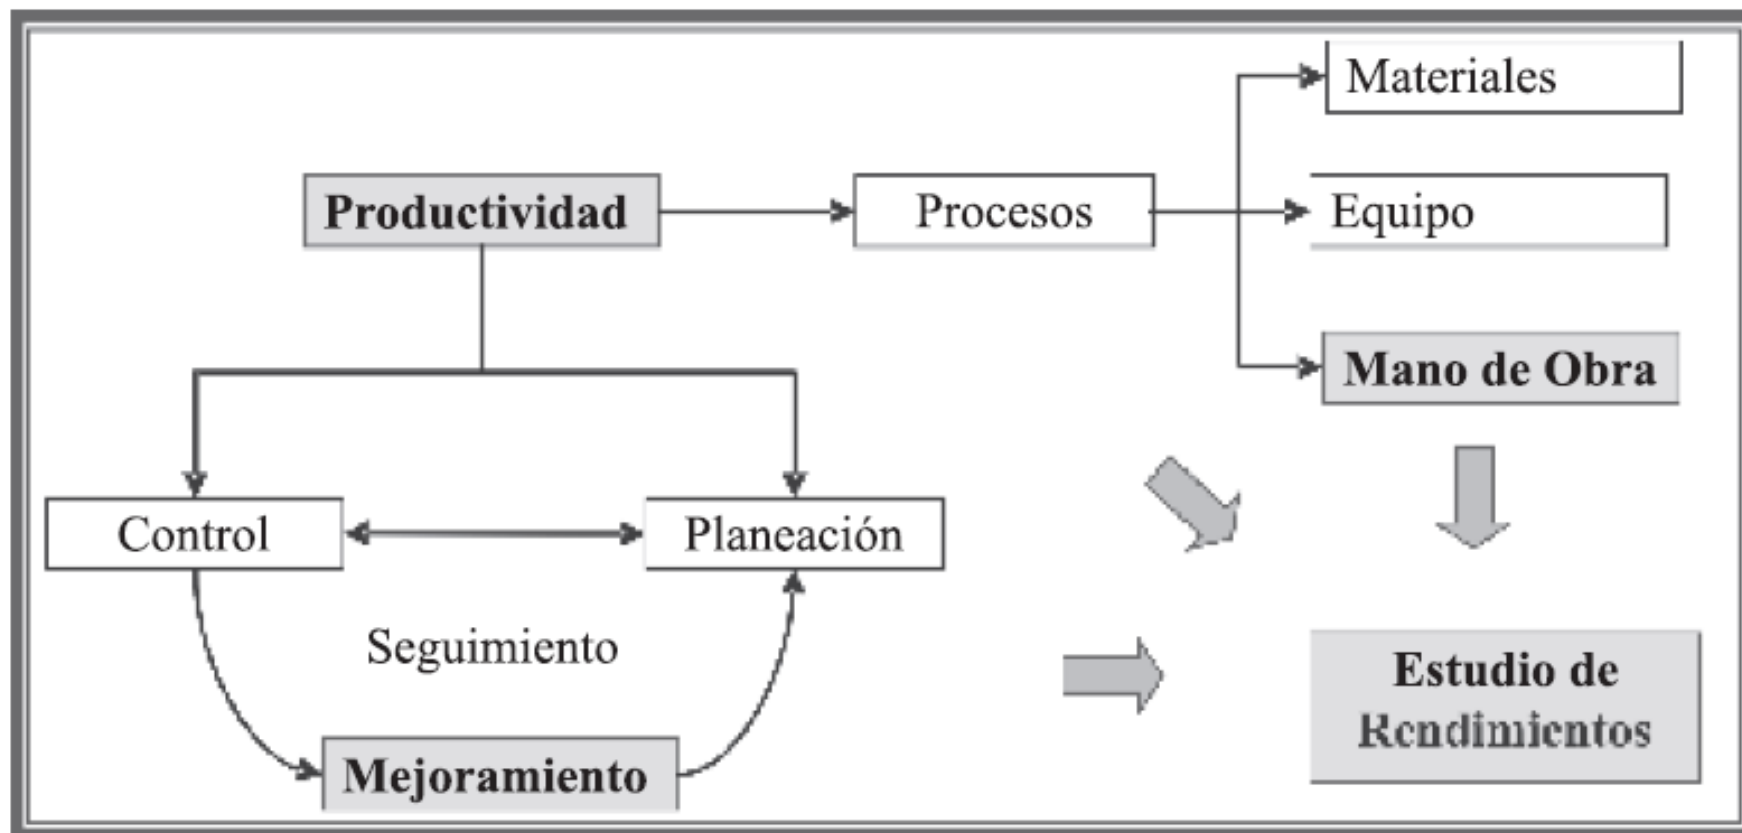 Materiales
Productividad
Procesos
Equipo
Mano de Obra
Control
Planeación
Seguimiento
Mejoramiento
Estudio de
Rendimientos